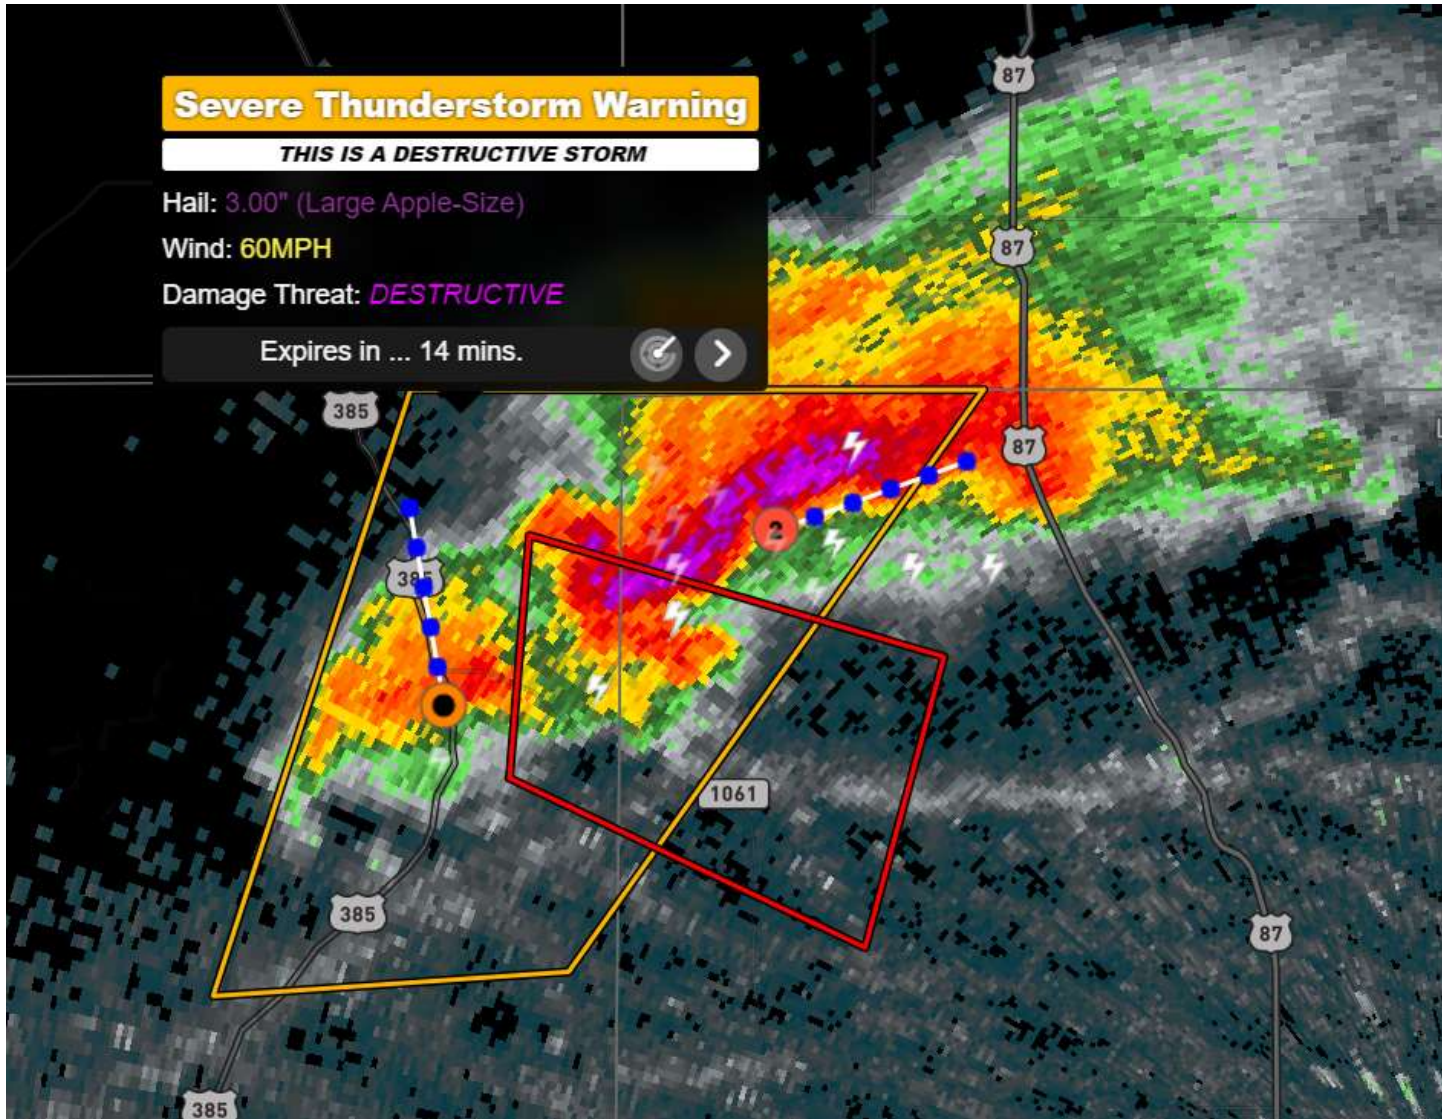 87
Severe Thunderstorm Warning
THIS IS A DESTRUCTIVE STORM
Hail: 3.00" (Large Apple-Size)
Wind: 60MPH
87
Damage Threat: DESTRUCTIVE
Expires in ... 14 mins.
385
87
2
385
1061
385
87
385